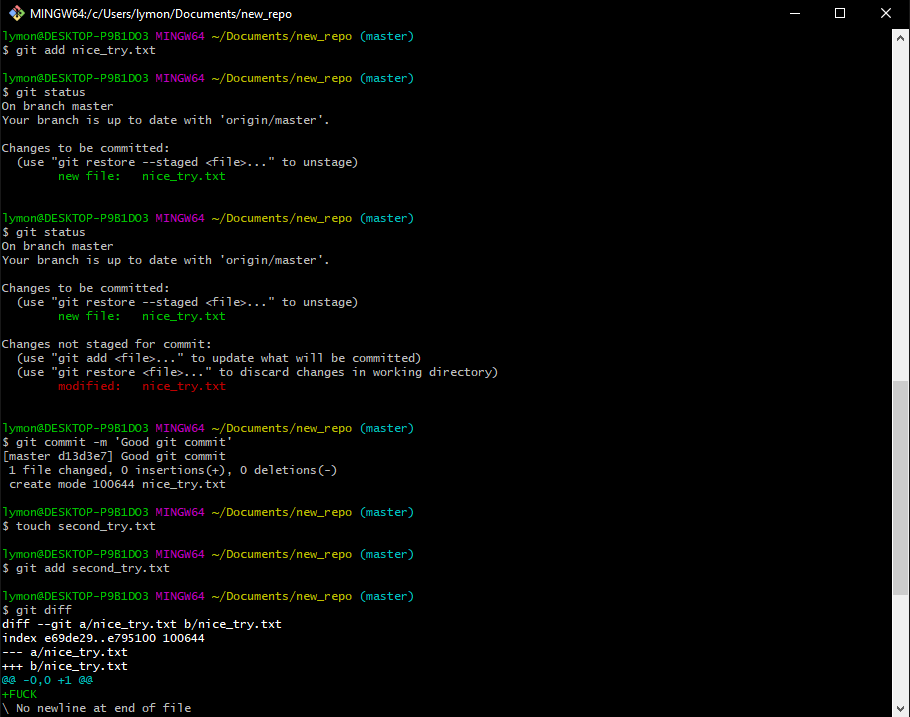 MINGW64:/c/Users/lymon/Documents/new_repo
lymon@DESKTOP-P9B1DO3 MINGW64 ~/Documents/new_repo (master)
$ git add nice_try.txt
lymon@DESKTOP-P9B1DO3 MINGW64 ~/Documents/new_repo (master)
$ git status
On branch master
Your branch is up to date with 'origin/master'.
Changes to be committed:
  (use "git restore --staged <file>..." to unstage)
        new file:   nice_try.txt
lymon@DESKTOP-P9B1DO3 MINGW64 ~/Documents/new_repo (master)
$ git status
On branch master
Your branch is up to date with 'origin/master'.
Changes to be committed:
  (use "git restore --staged <file>..." to unstage)
        new file:   nice_try.txt
Changes not staged for commit:
  (use "git add <file>..." to update what will be committed)
  (use "git restore <file>..." to discard changes in working directory)
        modified:   nice_try.txt
lymon@DESKTOP-P9B1DO3 MINGW64 ~/Documents/new_repo (master)
$ git commit -m 'Good git commit'
[master d13d3e7] Good git commit
 1 file changed, 0 insertions(+), 0 deletions(-)
 create mode 100644 nice_try.txt
lymon@DESKTOP-P9B1DO3 MINGW64 ~/Documents/new_repo (master)
$ touch second_try.txt
lymon@DESKTOP-P9B1DO3 MINGW64 ~/Documents/new_repo (master)
$ git add second_try.txt
lymon@DESKTOP-P9B1DO3 MINGW64 ~/Documents/new_repo (master)
$ git diff
diff --git a/nice_try.txt b/nice_try.txt
index e69de29..e795100 100644
--- a/nice_try.txt
+++ b/nice_try.txt
@@ -0,0 +1 @@
+FUCK
\ No newline at end of file